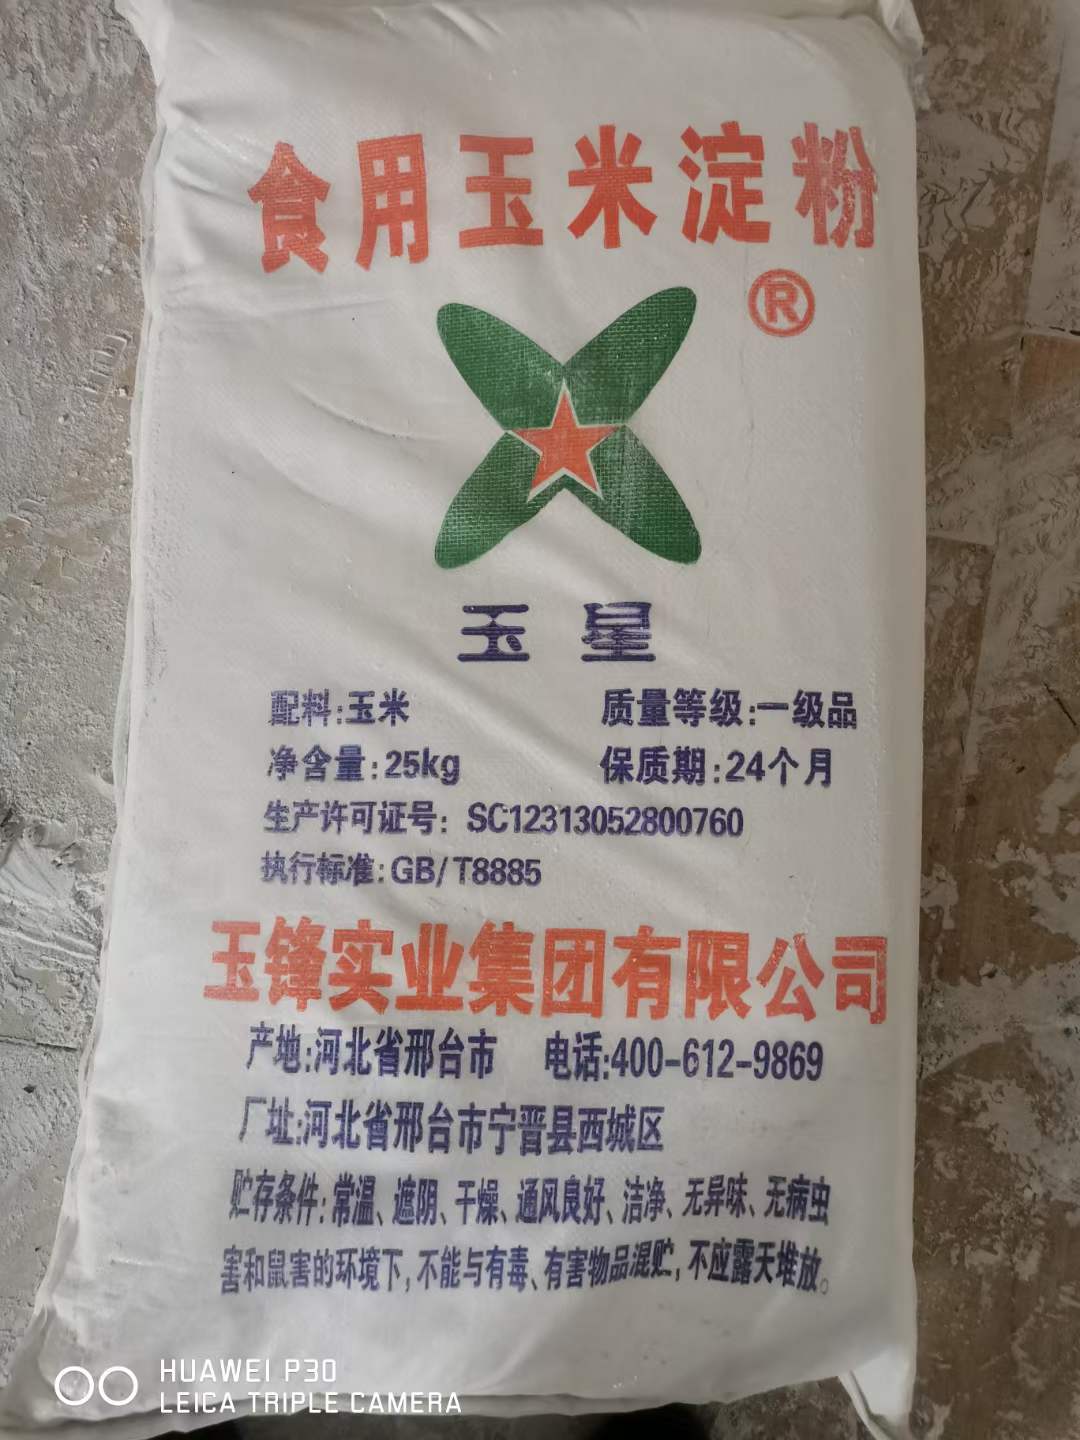 食用玉米淀粉
®
玉星
配料:玉米 质量等级:一级品
净含量:25kg 保质期:24个月
生产许可证号: SC12313052800760
执行标准:GB/T8885
玉锋实业集团有限公司
产地:河北省邢台市 电话:400-612-9869
厂址:河北省邢台市宁晋县西城区
贮存条件:常温、遮阴、干燥、通风良好、洁净、无异味、无病虫
害和鼠害的环境下,不能与有毒、有害物品混贮,不应露天堆放。
HUAWEI P30
LEICA TRIPLE CAMERA